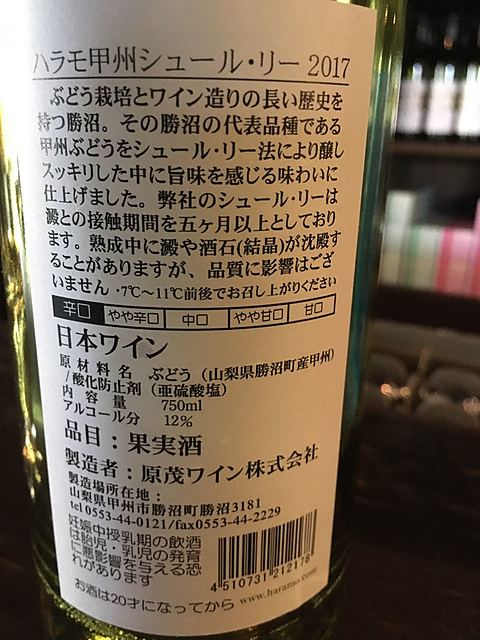 ハラモ甲州シュール・リー 2017
ぶどう栽培とワイン造りの長い歴史を
持つ勝沼。その勝沼の代表品種である
甲州ぶどうをシュール・リー法により醸し
スッキリした中に旨味を感じる味わいに
仕上げました。弊社のシュール・リーは
澱との接触期間を五ヶ月以上としており
ます。熟成中に澱や酒石(結晶)が沈殿す
ることがありますが、品質に影響はござ
いません ・7℃〜11℃前後でお召し上がりください
辛口 やや辛口 中口 やや甘口 甘口
日本ワイン
原材料名 ぶどう（山梨県勝沼町産甲州）
/酸化防止剤（亜硫酸塩）
内容量 750ml
アルコール分 12%
品目：果実酒
製造者：原茂ワイン株式会社
製造場所在地：
山梨県甲州市勝沼町勝沼3181
tel 0553-44-0121/fax0553-44-2229
妊娠中授乳期の飲酒
は胎児・乳児の発育
に悪影響を与える恐
れがあります
4 510731 212178
お酒は20才になってから www.haramo.com